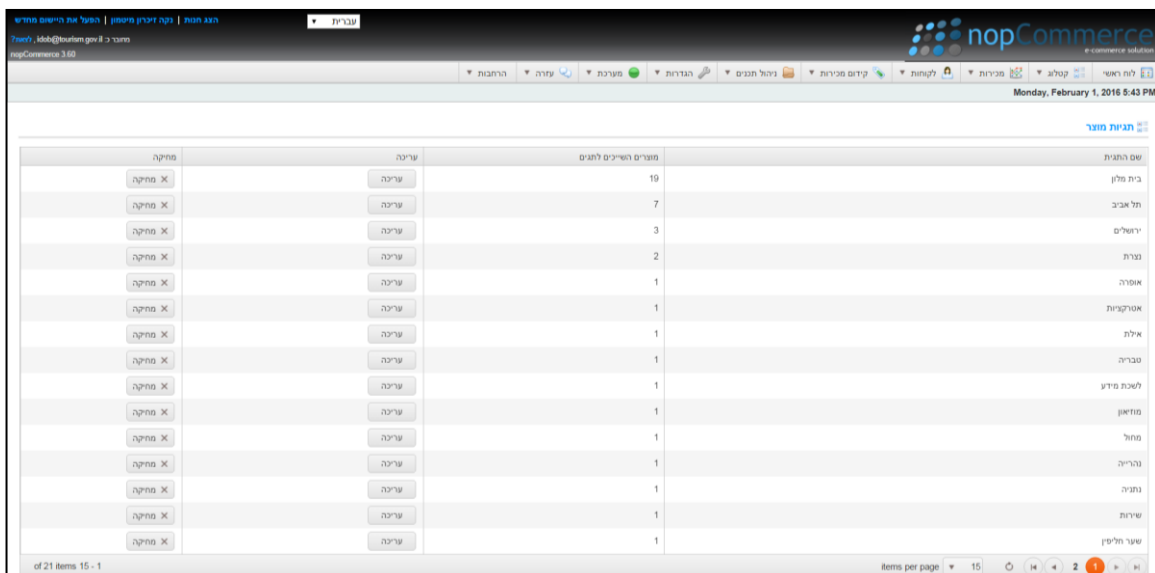 הצג חנות | נקה זיכרון מיטמון | הפעל את היישום מחדש
עברית
מחובר כ: idob@tourism.gov.il, לצאת?
nopCommerce 3.60
nopCommerce
e-commerce solution
לוח ראשי קטלוג מכירות לקוחות קידום מכירות ניהול תכנים הגדרות מערכת עזרה הרחבות
Monday, February 1, 2016 5:43 PM
תגיות מוצר
שם התגית מוצרים השייכים לתגים עריכה מחיקה
בית מלון 19 עריכה מחיקה
תל אביב 7 עריכה מחיקה
ירושלים 3 עריכה מחיקה
נצרת 2 עריכה מחיקה
אופרה 1 עריכה מחיקה
אטרקציות 1 עריכה מחיקה
אילת 1 עריכה מחיקה
טבריה 1 עריכה מחיקה
לשכת מידע 1 עריכה מחיקה
מוזיאון 1 עריכה מחיקה
מחול 1 עריכה מחיקה
נהרייה 1 עריכה מחיקה
נתניה 1 עריכה מחיקה
שירות 1 עריכה מחיקה
שער חליפין 1 עריכה מחיקה
1 2 15 items per page of 21 items 15 - 1